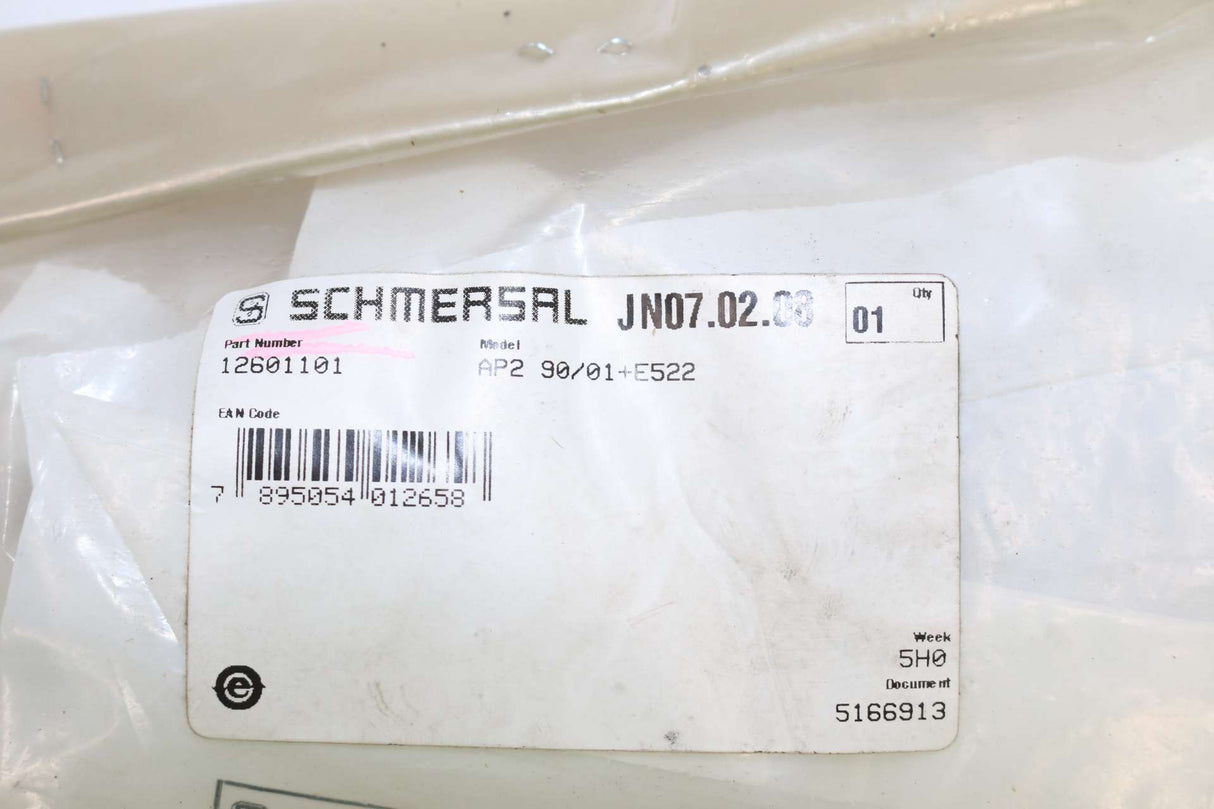 SCHMERSAL JN07.02.
Qty
01
Part Number
12601101
Model
AP2 90/01+E522
EAN Code
7 895054 012658
Week
5H0
Document
5166913
e